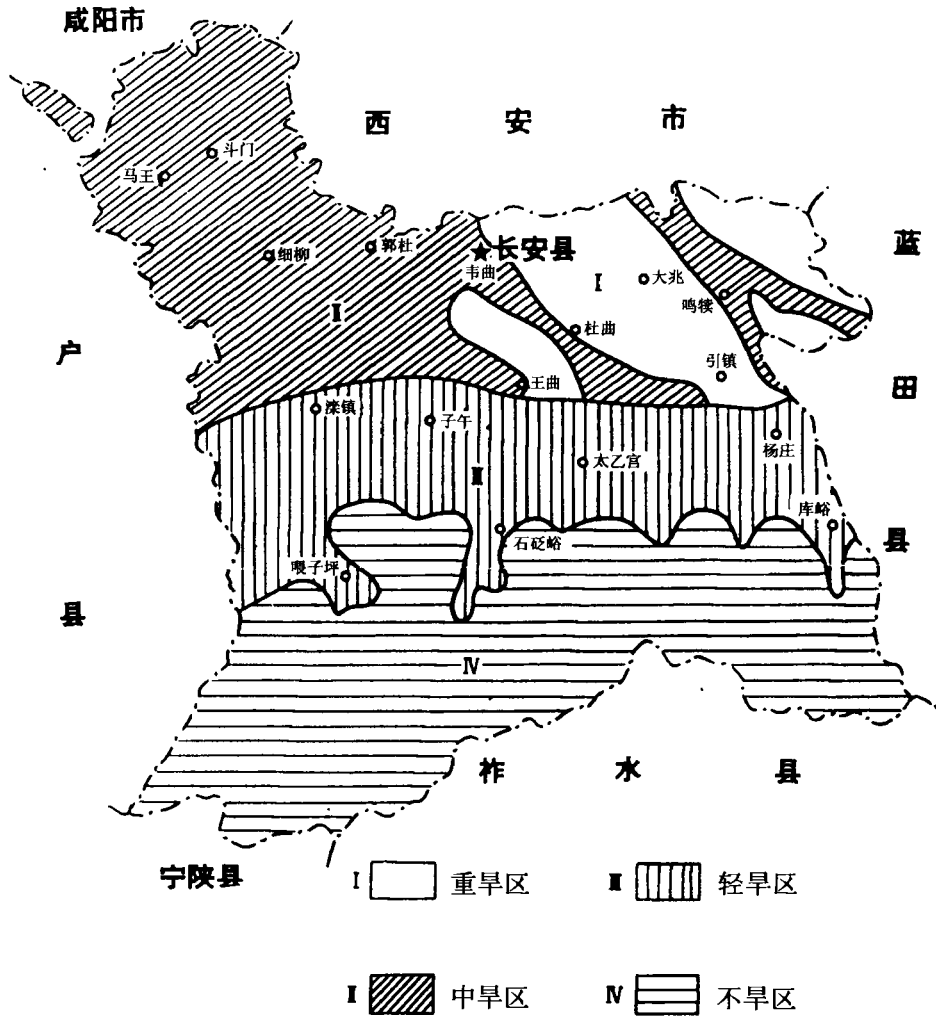 咸阳市
西安市
斗门
马王
蓝田县
郭杜
长安县
细柳
韦曲
Ⅰ
大兆
鸣犊
Ⅱ
杜曲
户县
引镇
王曲
滦镇
子午
杨庄
太乙宫
Ⅲ
库峪
石砭峪
喂子坪
Ⅳ
柞水县
宁陕县
Ⅰ 重旱区
Ⅲ 轻旱区
Ⅱ 中旱区
Ⅳ 不旱区